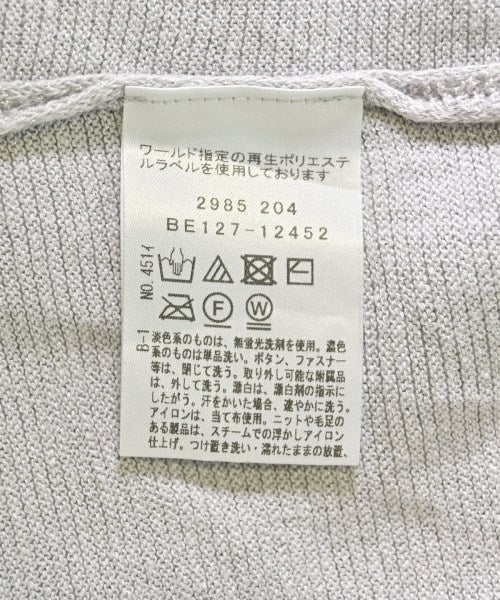 ワールド指定の再生ポリエステ
ルラベルを使用しております
2985 204
BE127-12452
F
W
B-1 NO.451イ
淡色系のものは、無蛍光洗剤を使用。濃色
系のものは単品洗い。ボタン、ファスナー
等は、閉じて洗う。取り外し可能な附属品
は、外して洗う。漂白は、漂白剤の指示に
したがう。汗をかいた場合、速やかに洗う。
アイロンは、当て布使用。ニットや毛足の
ある製品は、スチームでの浮かしアイロン
仕上げ。つけ置き洗い・濡れたままの放置、